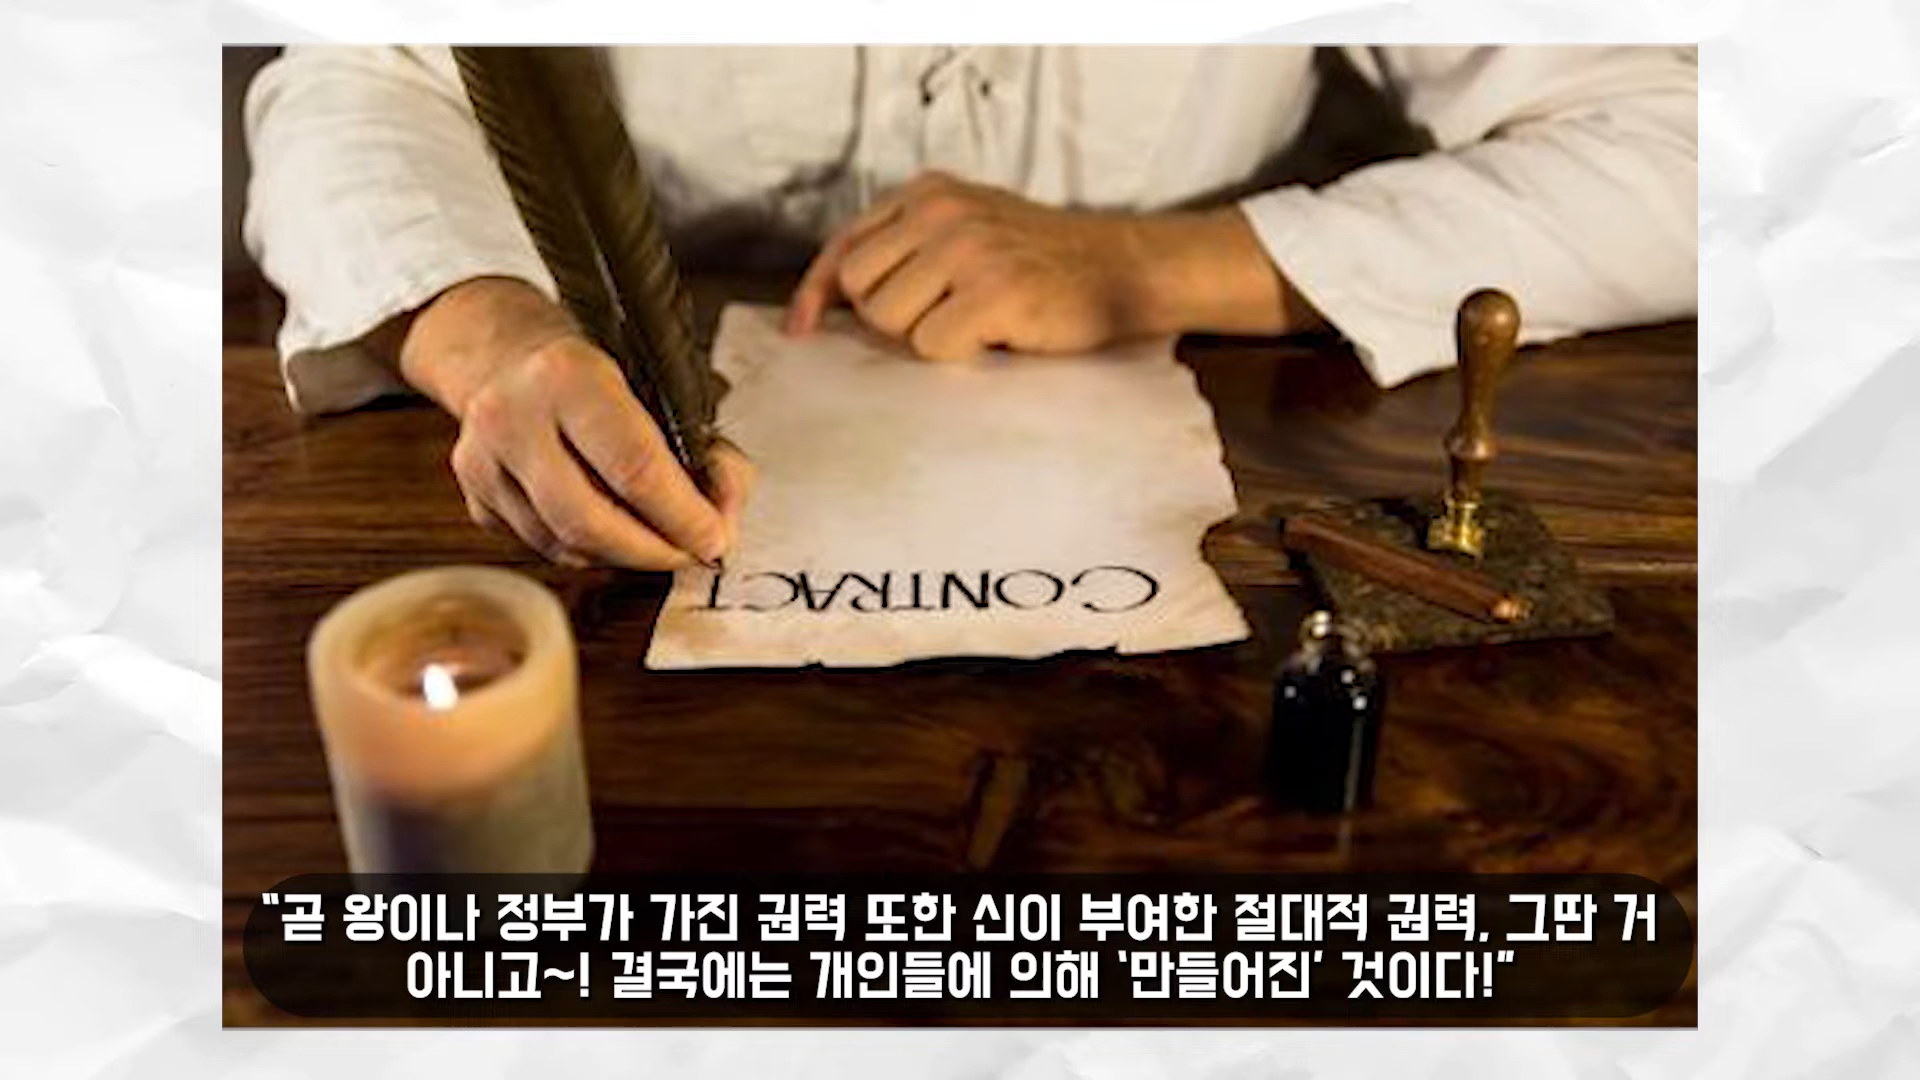 CONTRACT
"곧 왕이나 정부가 가진 권력 또한 신이 부여한 절대적 권력, 그딴 거
아니고~! 결국에는 개인들에 의해 '만들어진' 것이다!"